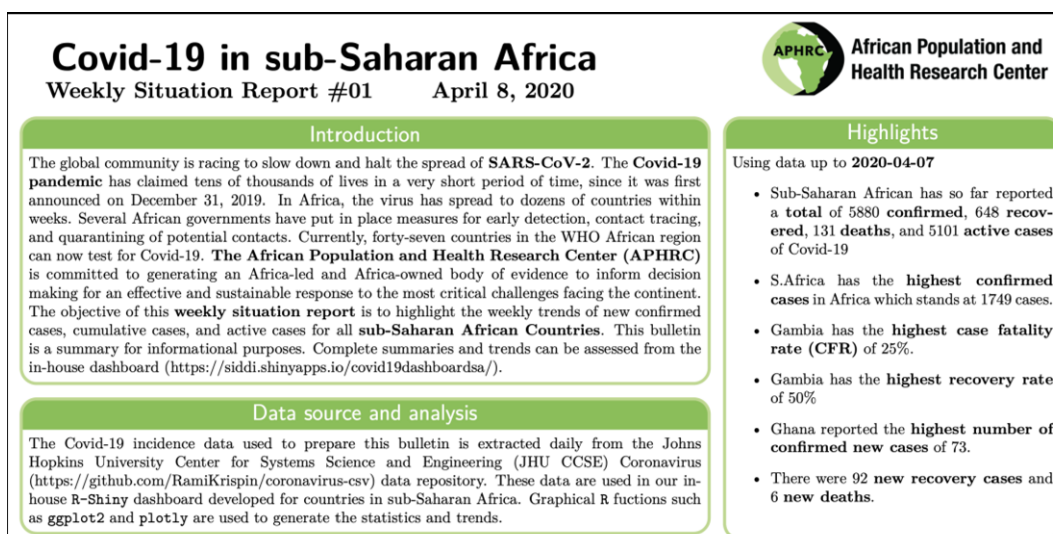 Covid-19 in sub-Saharan Africa
Weekly Situation Report #01 April 8, 2020
APHRC
African Population and
Health Research Center
Introduction
The global community is racing to slow down and halt the spread of SARS-CoV-2. The Covid-19
pandemic has claimed tens of thousands of lives in a very short period of time, since it was first
announced on December 31, 2019. In Africa, the virus has spread to dozens of countries within
weeks. Several African governments have put in place measures for early detection, contact tracing,
and quarantining of potential contacts. Currently, forty-seven countries in the WHO African region
can now test for Covid-19. The African Population and Health Research Center (APHRC)
is committed to generating an Africa-led and Africa-owned body of evidence to inform decision
making for an effective and sustainable response to the most critical challenges facing the continent.
The objective of this weekly situation report is to highlight the weekly trends of new confirmed
cases, cumulative cases, and active cases for all sub-Saharan African Countries. This bulletin
is a summary for informational purposes. Complete summaries and trends can be assessed from the
in-house dashboard (https://siddi.shinyapps.io/covid19dashboardsa/).
Data source and analysis
The Covid-19 incidence data used to prepare this bulletin is extracted daily from the Johns
Hopkins University Center for Systems Science and Engineering (JHU CCSE) Coronavirus
(https://github.com/RamiKrispin/coronavirus-csv) data repository. These data are used in our in-
house R-Shiny dashboard developed for countries in sub-Saharan Africa. Graphical R fuctions such
as ggplot2 and plotly are used to generate the statistics and trends.
Highlights
Using data up to 2020-04-07
• Sub-Saharan African has so far reported
a total of 5880 confirmed, 648 recov-
ered, 131 deaths, and 5101 active cases
of Covid-19
• S.Africa has the highest confirmed
cases in Africa which stands at 1749 cases.
• Gambia has the highest case fatality
rate (CFR) of 25%.
• Gambia has the highest recovery rate
of 50%
• Ghana reported the highest number of
confirmed new cases of 73.
• There were 92 new recovery cases and
6 new deaths.